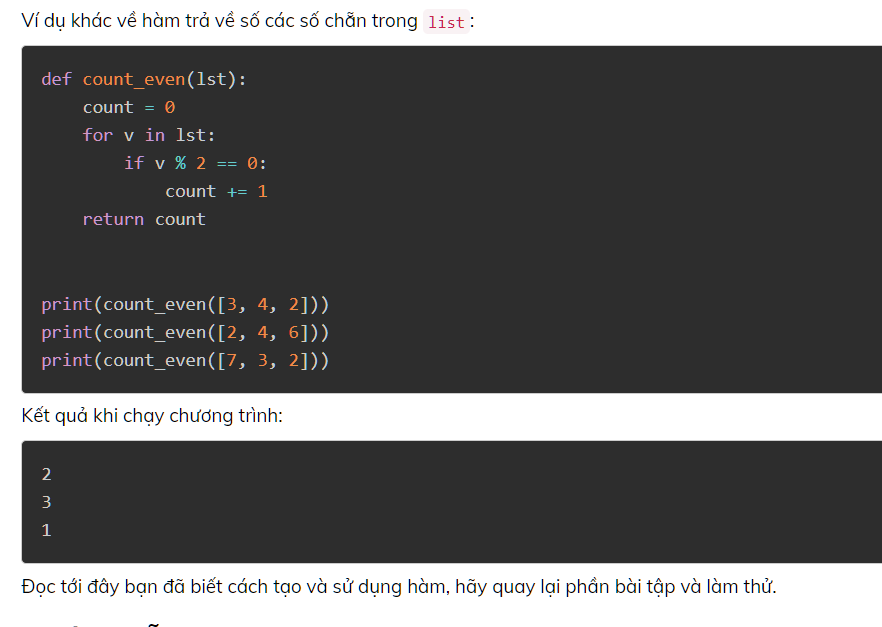 Ví dụ khác về hàm trả về số các số chẵn trong list:
def count_even(lst):
    count = 0
    for v in lst:
        if v % 2 == 0:
            count += 1
    return count
print(count_even([3, 4, 2]))
print(count_even([2, 4, 6]))
print(count_even([7, 3, 2]))
Kết quả khi chạy chương trình:
2
3
1
Đọc tới đây bạn đã biết cách tạo và sử dụng hàm, hãy quay lại phần bài tập và làm thử.